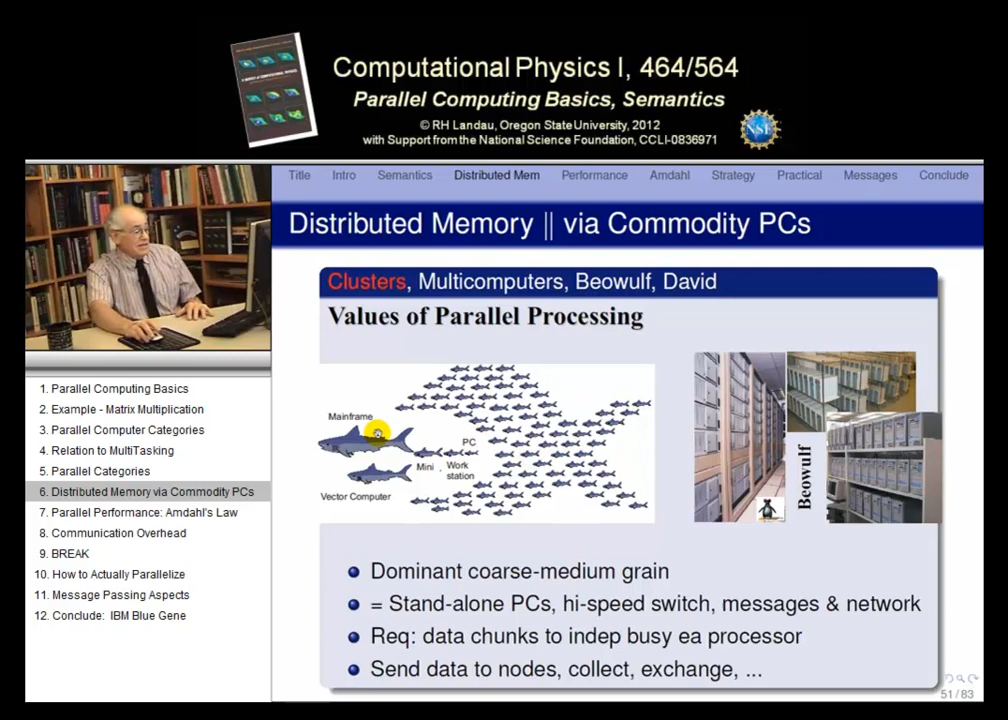 Computational Physics I, 464/564
Parallel Computing Basics, Semantics
© RH Landau, Oregon State University, 2012
with Support from the National Science Foundation, CCLI-0836971
NSF
Title Intro Semantics Distributed Mem Performance Amdahl Strategy Practical Messages Conclude
Distributed Memory || via Commodity PCs
Clusters, Multicomputers, Beowulf, David
Values of Parallel Processing
Mainframe
PC
Mini
Work
station
Vector Computer
Beowulf
Dominant coarse-medium grain
= Stand-alone PCs, hi-speed switch, messages & network
Req: data chunks to indep busy ea processor
Send data to nodes, collect, exchange, ...
51/83
1. Parallel Computing Basics
2. Example - Matrix Multiplication
3. Parallel Computer Categories
4. Relation to MultiTasking
5. Parallel Categories
6. Distributed Memory via Commodity PCs
7. Parallel Performance: Amdahl's Law
8. Communication Overhead
9. BREAK
10. How to Actually Parallelize
11. Message Passing Aspects
12. Conclude: IBM Blue Gene